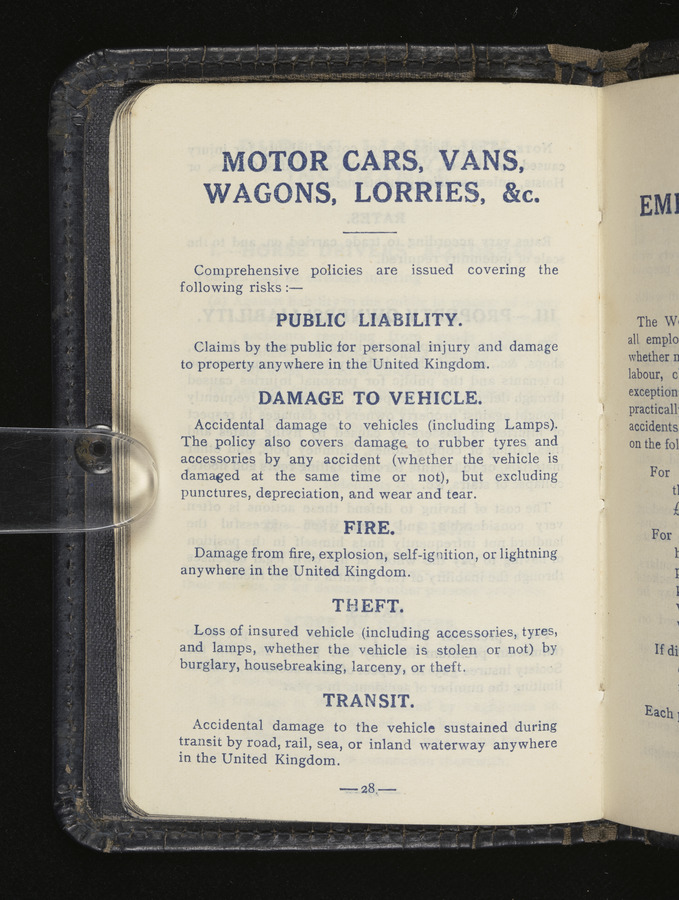 MOTOR CARS, VANS,
WAGONS, LORRIES, &c.
Comprehensive policies are issued covering the
following risks :—
PUBLIC LIABILITY.
Claims by the public for personal injury and damage
to property anywhere in the United Kingdom.
DAMAGE TO VEHICLE.
Accidental damage to vehicles (including Lamps).
The policy also covers damage to rubber tyres and
accessories by any accident (whether the vehicle is
damaged at the same time or not), but excluding
punctures, depreciation, and wear and tear.
FIRE.
Damage from fire, explosion, self-ignition, or lightning
anywhere in the United Kingdom.
THEFT.
Loss of insured vehicle (including accessories, tyres,
and lamps, whether the vehicle is stolen or not) by
burglary, housebreaking, larceny, or theft.
TRANSIT.
Accidental damage to the vehicle sustained during
transit by road, rail, sea, or inland waterway anywhere
in the United Kingdom.
—28.—
The
all
whether
labour,
accidents
on the
For
£
For
If
Each